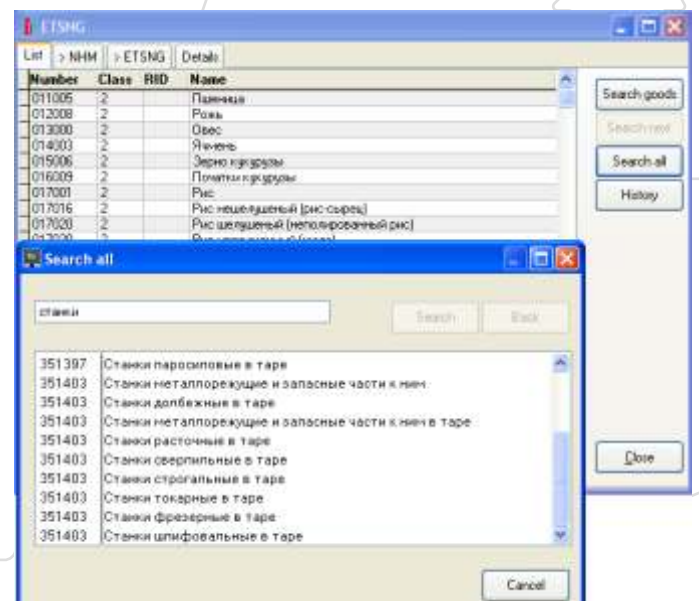 ETSNG
List > NHM > ETSNG Details
Number Class RID Name
011005 2 Пшеница
012008 2 Рожь
013000 2 Овес
014003 2 Ячмень
015006 2 Зерно кукурузы
016009 2 Початки кукурузы
017001 2 Рис
017016 2 Рис нешелушеный (рис-сырец)
017020 2 Рис шелушеный (неполированный рис)
Search goods
Search next
Search all
History
Close
Search all
станки
Search Back
351397 Станки паросиловые в таре
351403 Станки металлорежущие и запасные части к ним
351403 Станки долбежные в таре
351403 Станки металлорежущие и запасные части к ним в таре
351403 Станки расточные в таре
351403 Станки сверлильные в таре
351403 Станки строгальные в таре
351403 Станки токарные в таре
351403 Станки фрезерные в таре
351403 Станки шлифовальные в таре
Cancel